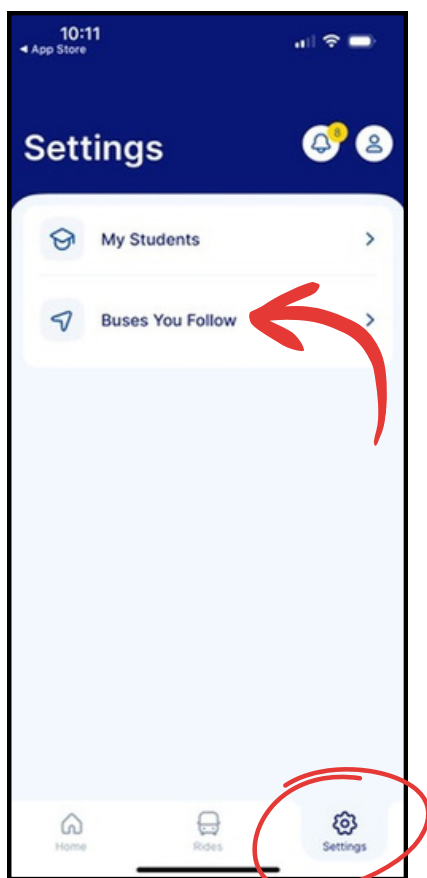 10:11
◀ App Store
Settings
8
My Students
Buses You Follow
Home
Rides
Settings